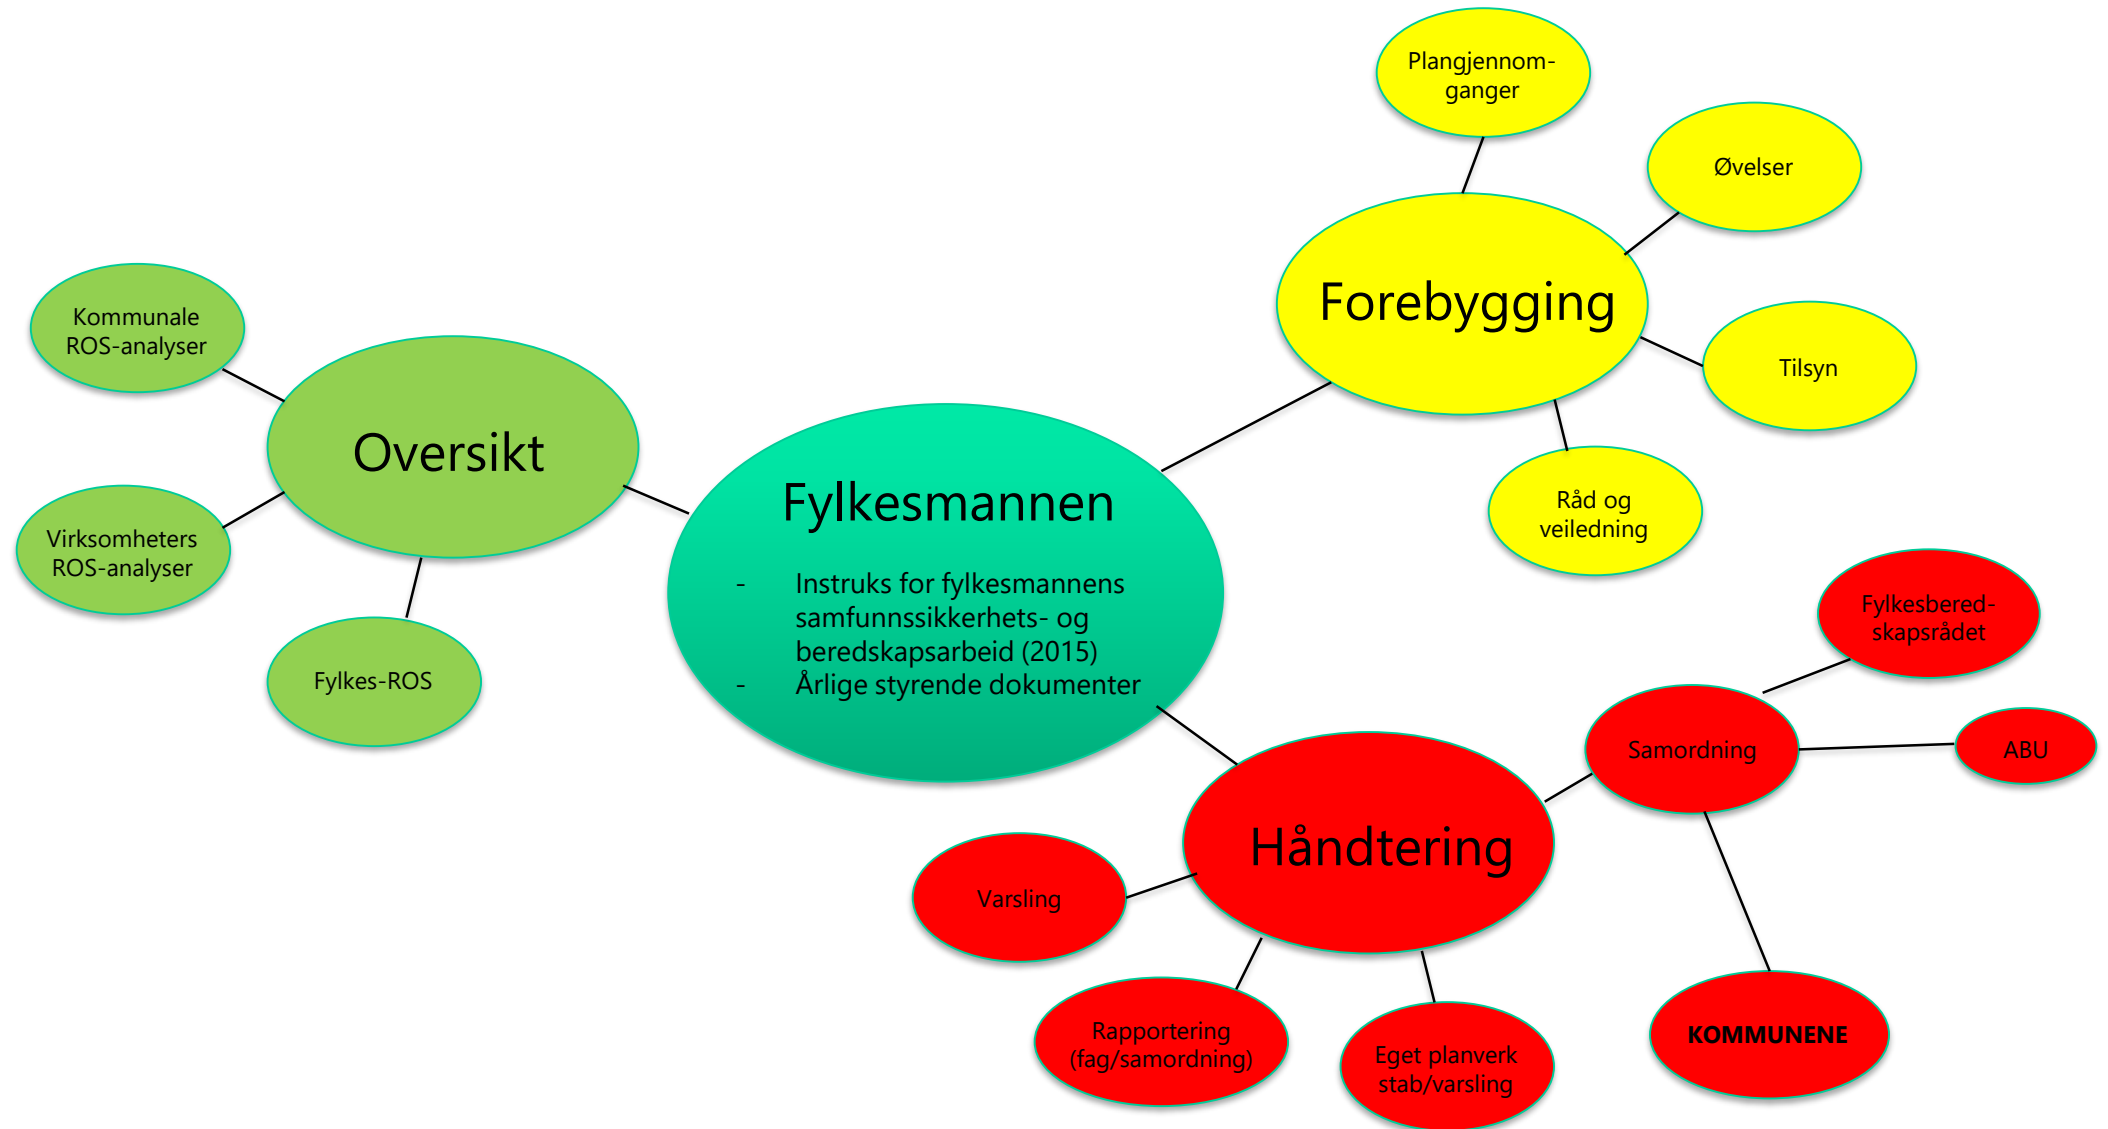 Plangjennom-
ganger
Øvelser
Forebygging
Tilsyn
Råd og
veiledning
Kommunale
ROS-analyser
Oversikt
Virksomheters
ROS-analyser
Fylkes-ROS
Fylkesmannen
- Instruks for fylkesmannens
samfunnssikkerhets- og
beredskapsarbeid (2015)
- Årlige styrende dokumenter
Fylkesbered-
skapsrådet
Samordning
ABU
Håndtering
Varsling
Rapportering
(fag/samordning)
Eget planverk
stab/varsling
KOMMUNENE